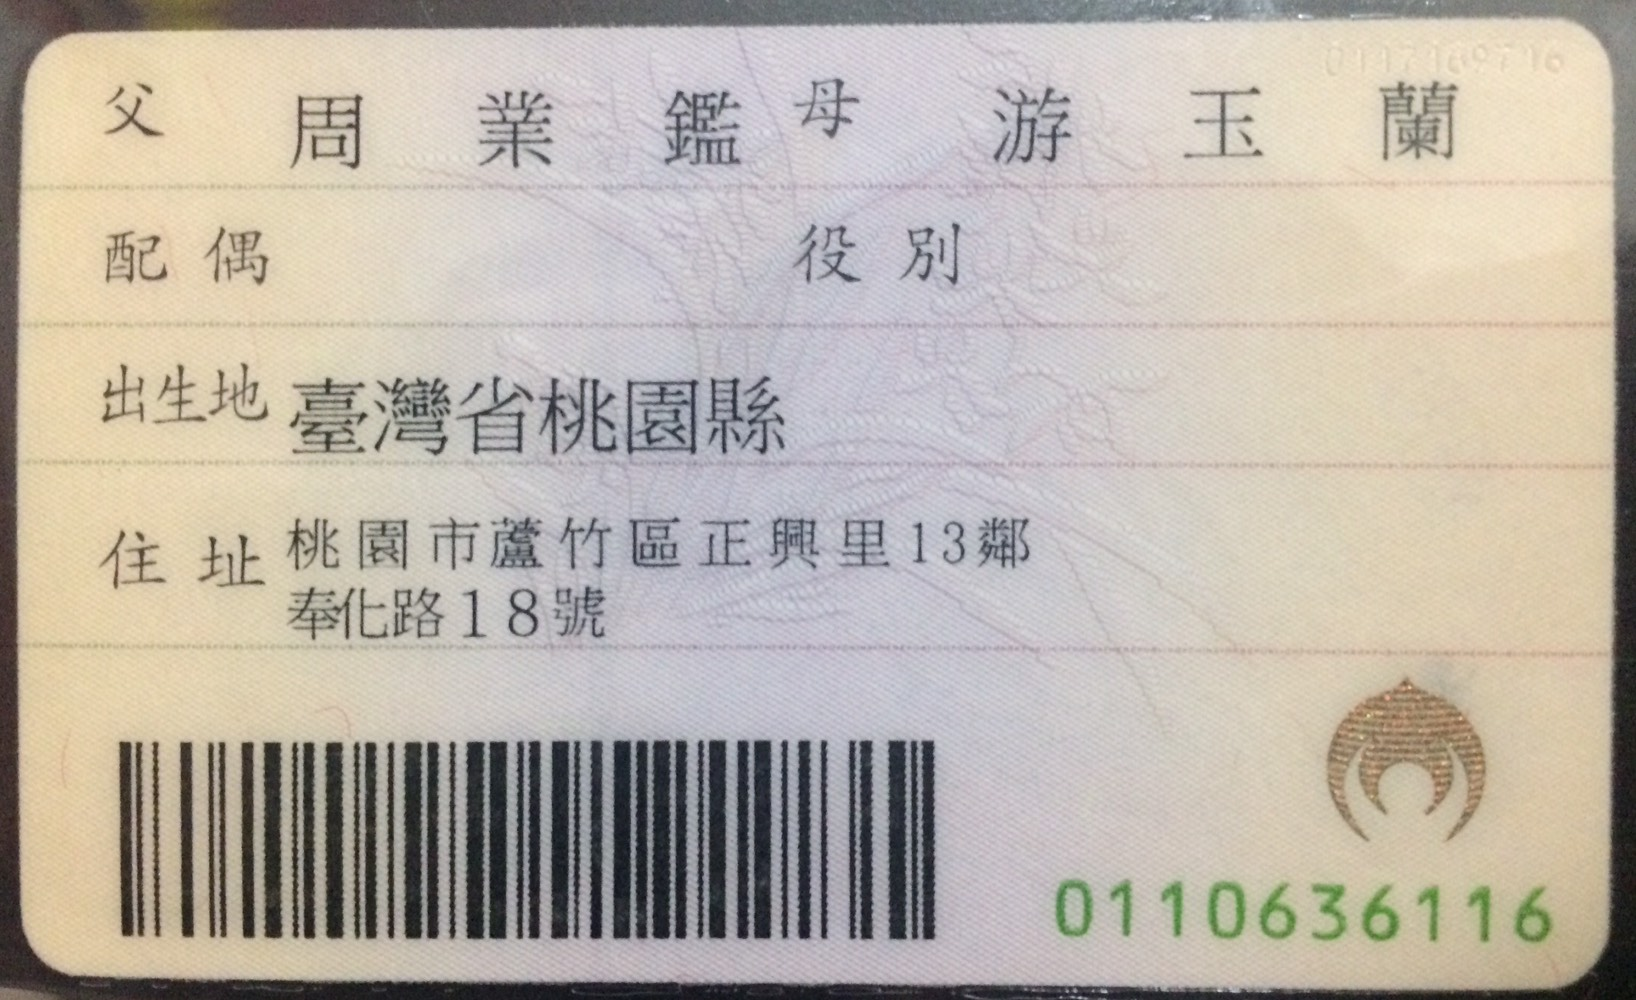 父 周業鑑 母 游玉蘭
配偶 役別
出生地 臺灣省桃園縣
住址 桃園市蘆竹區正興里13鄰
奉化路18號
0110636116